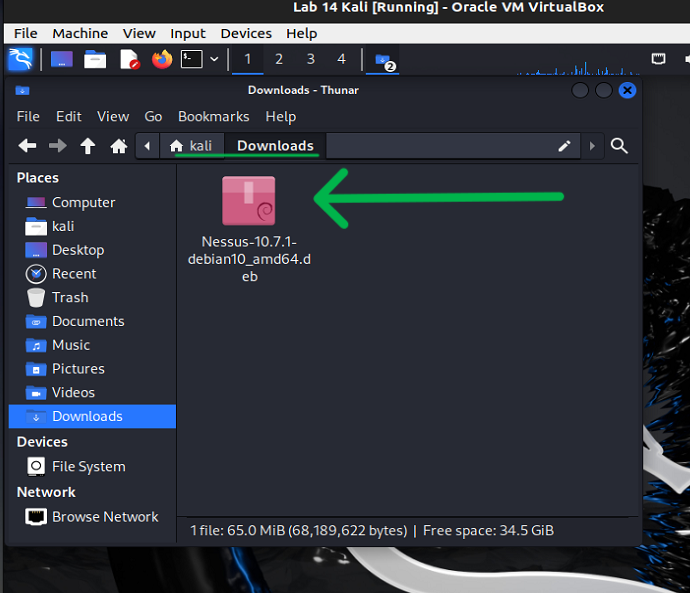 Lab 14 Kali [Running] - Oracle VM VirtualBox
File Machine View Input Devices Help
1 2 3 4 2
Downloads - Thunar
File Edit View Go Bookmarks Help
kali Downloads
Places
Computer
kali
Desktop
Recent
Trash
Documents
Music
Pictures
Videos
Downloads
Devices
File System
Network
Browse Network
Nessus-10.7.1-
debian10_amd64.d
eb
1 file: 65.0 MiB (68,189,622 bytes) | Free space: 34.5 GiB